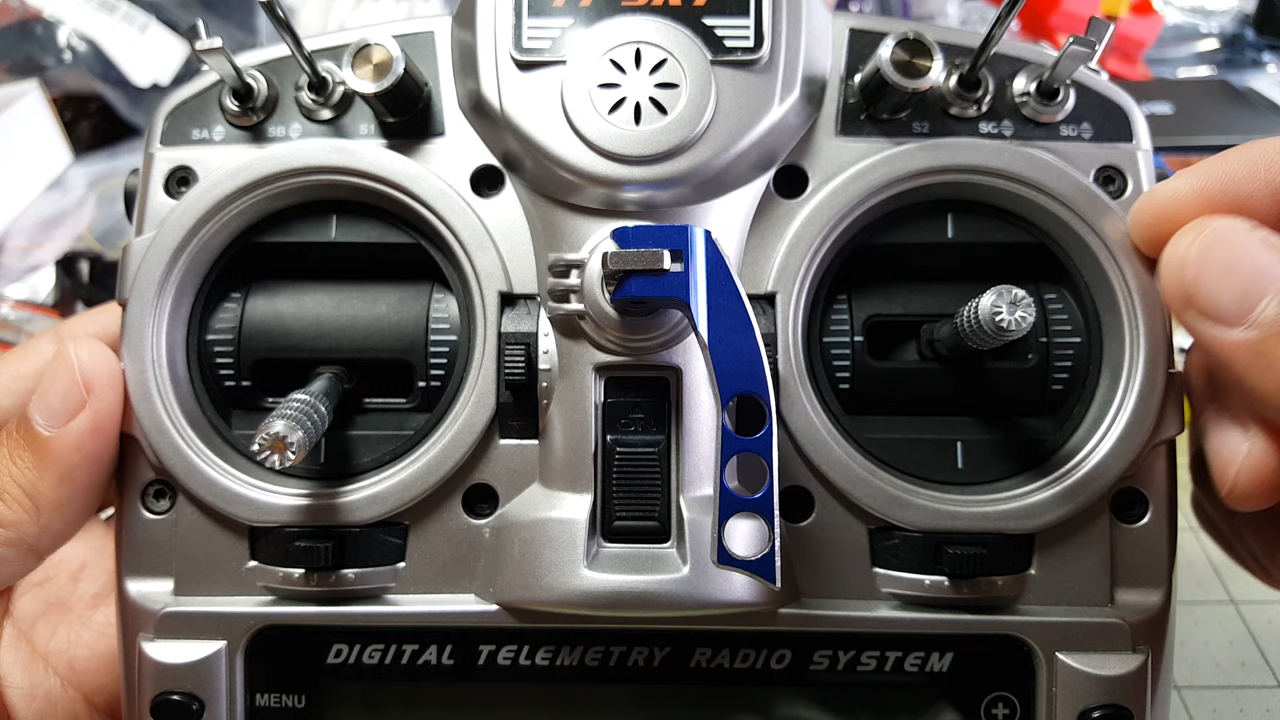 SA SB S1
S2 SC SD
ON
DIGITAL TELEMETRY RADIO SYSTEM
MENU